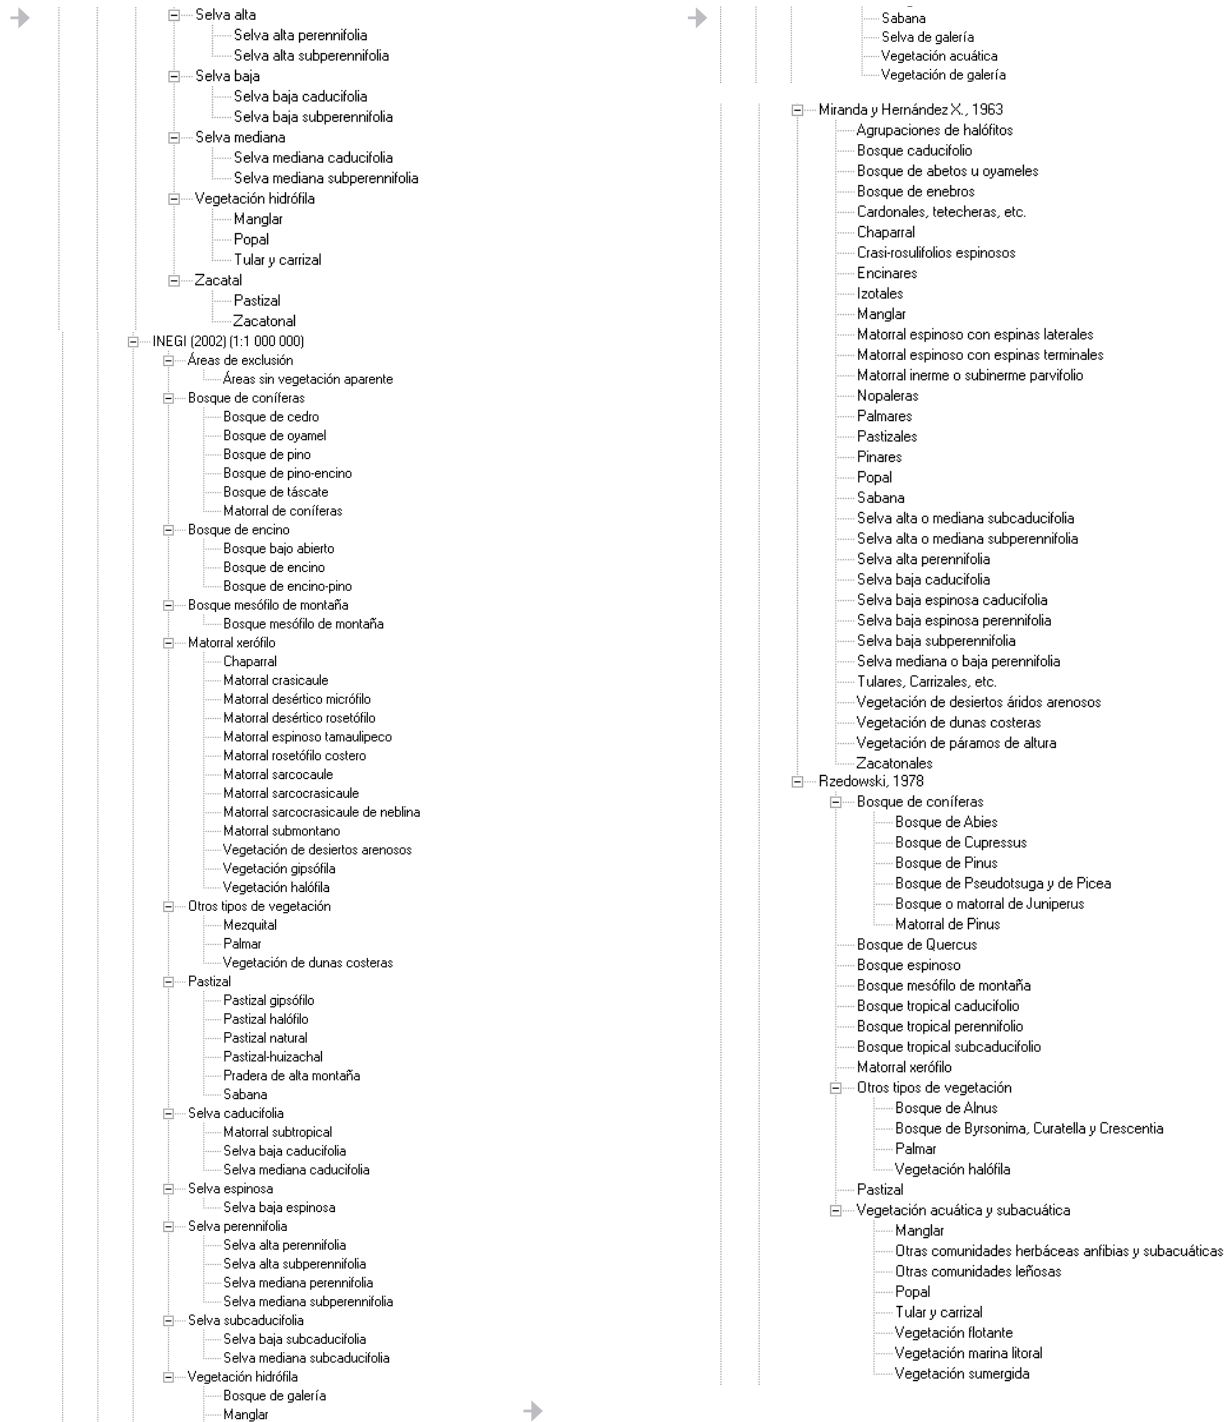 Selva alta
Selva alta perennifolia
Selva alta subperennifolia
Selva baja
Selva baja caducifolia
Selva baja subperennifolia
Selva mediana
Selva mediana caducifolia
Selva mediana subperennifolia
Vegetación hidrófila
Manglar
Popal
Tular y carrizal
Zacatal
Pastizal
Zacatonal
INEGI (2002) (1:1 000 000)
Áreas de exclusión
Áreas sin vegetación aparente
Bosque de coníferas
Bosque de cedro
Bosque de oyamel
Bosque de pino
Bosque de pino-encino
Bosque de táscate
Matorral de coníferas
Bosque de encino
Bosque bajo abierto
Bosque de encino
Bosque de encino-pino
Bosque mesófilo de montaña
Bosque mesófilo de montaña
Matorral xerófilo
Chaparral
Matorral crasicaule
Matorral desértico micrófilo
Matorral desértico rosetófilo
Matorral espinoso tamaulipeco
Matorral rosetófilo costero
Matorral sarcocaule
Matorral sarcocrasicaule
Matorral sarcocrasicaule de neblina
Matorral submontano
Vegetación de desiertos arenosos
Vegetación gipsófila
Vegetación halófila
Otros tipos de vegetación
Mezquital
Palmar
Vegetación de dunas costeras
Pastizal
Pastizal gipsófilo
Pastizal halófilo
Pastizal natural
Pastizal-huizachal
Pradera de alta montaña
Sabana
Selva caducifolia
Matorral subtropical
Selva baja caducifolia
Selva mediana caducifolia
Selva espinosa
Selva baja espinosa
Selva perennifolia
Selva alta perennifolia
Selva alta subperennifolia
Selva mediana perennifolia
Selva mediana subperennifolia
Selva subcaducifolia
Selva baja subcaducifolia
Selva mediana subcaducifolia
Vegetación hidrófila
Bosque de galería
Manglar
Sabana
Selva de galería
Vegetación acuática
Vegetación de galería
Miranda y Hernández X., 1963
Agrupaciones de halófitos
Bosque caducifolio
Bosque de abetos u oyameles
Bosque de enebros
Cardonales, tetecheras, etc.
Chaparral
Crasi-rosulifolios espinosos
Encinares
Izotales
Manglar
Matorral espinoso con espinas laterales
Matorral espinoso con espinas terminales
Matorral inerme o subinerme parvifolio
Nopaleras
Palmares
Pastizales
Pinares
Popal
Sabana
Selva alta o mediana subcaducifolia
Selva alta o mediana subperennifolia
Selva alta perennifolia
Selva baja caducifolia
Selva baja espinosa caducifolia
Selva baja espinosa perennifolia
Selva baja subperennifolia
Selva mediana o baja perennifolia
Tulares, Carrizales, etc.
Vegetación de desiertos áridos arenosos
Vegetación de dunas costeras
Vegetación de páramos de altura
Zacatonales
Rzedowski, 1978
Bosque de coníferas
Bosque de Abies
Bosque de Cupressus
Bosque de Pinus
Bosque de Pseudotsuga y de Picea
Bosque o matorral de Juniperus
Matorral de Pinus
Bosque de Quercus
Bosque espinoso
Bosque mesófilo de montaña
Bosque tropical caducifolio
Bosque tropical perennifolio
Bosque tropical subcaducifolio
Matorral xerófilo
Otros tipos de vegetación
Bosque de Alnus
Bosque de Byrsonima, Curatella y Crescentia
Palmar
Vegetación halófila
Pastizal
Vegetación acuática y subacuática
Manglar
Otras comunidades herbáceas anfibias y subacuáticas
Otras comunidades leñosas
Popal
Tular y carrizal
Vegetación flotante
Vegetación marina litoral
Vegetación sumergida